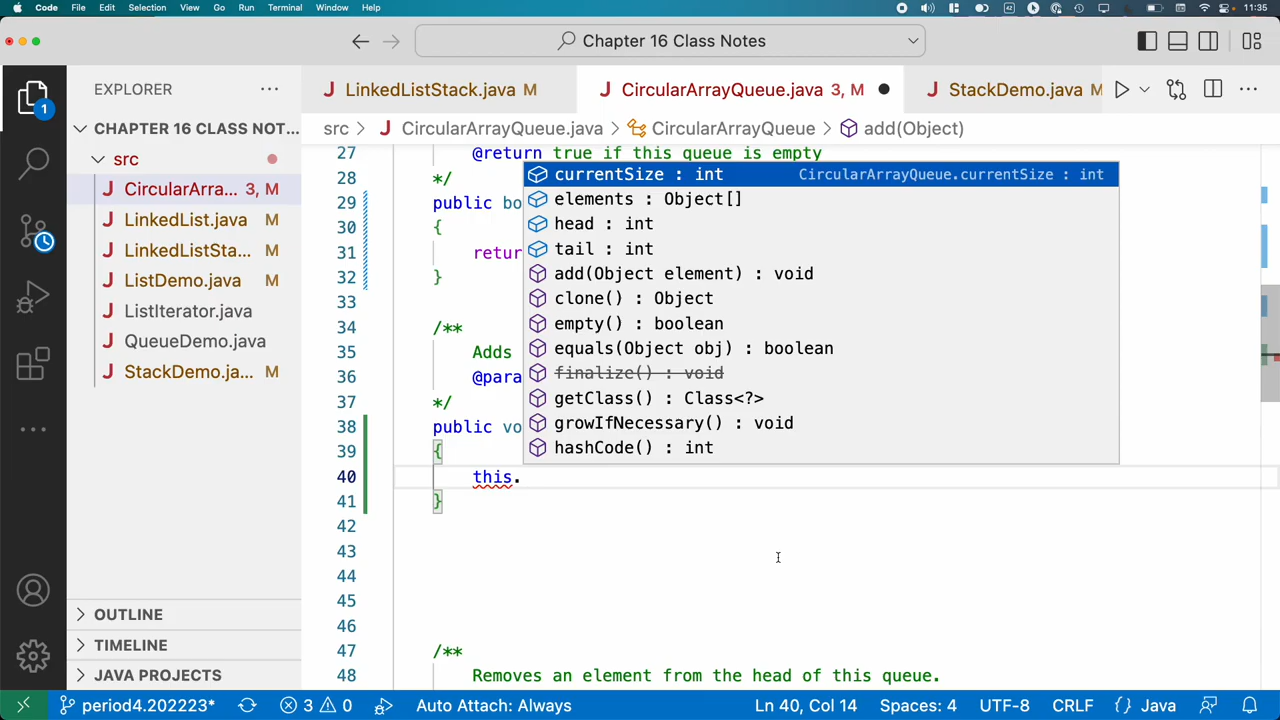 Code File Edit Selection View Go Run Terminal Window Help 11:35
Chapter 16 Class Notes
1
EXPLORER
CHAPTER 16 CLASS NOT...
src
CircularArra... 3, M
LinkedList.java M
LinkedListSta... M
ListDemo.java M
ListIterator.java
QueueDemo.java
StackDemo.ja... M
OUTLINE
TIMELINE
JAVA PROJECTS
LinkedListStack.java M
CircularArrayQueue.java 3, M
StackDemo.java M
src > CircularArrayQueue.java > CircularArrayQueue > add(Object)
27 @return true if this queue is empty
28 */
29 public bo
30 {
31 retur
32 }
33
34 /**
35 Adds
36 @para
37 */
38 public vo
39 {
40 this.
41 }
42
43
44
45
46
47 /**
48 Removes an element from the head of this queue.
currentSize : int CircularArrayQueue.currentSize : int
elements : Object[]
head : int
tail : int
add(Object element) : void
clone() : Object
empty() : boolean
equals(Object obj) : boolean
finalize() : void
getClass() : Class<?>
growIfNecessary() : void
hashCode() : int
period4.202223* 3 0 Auto Attach: Always Ln 40, Col 14 Spaces: 4 UTF-8 CRLF {} Java